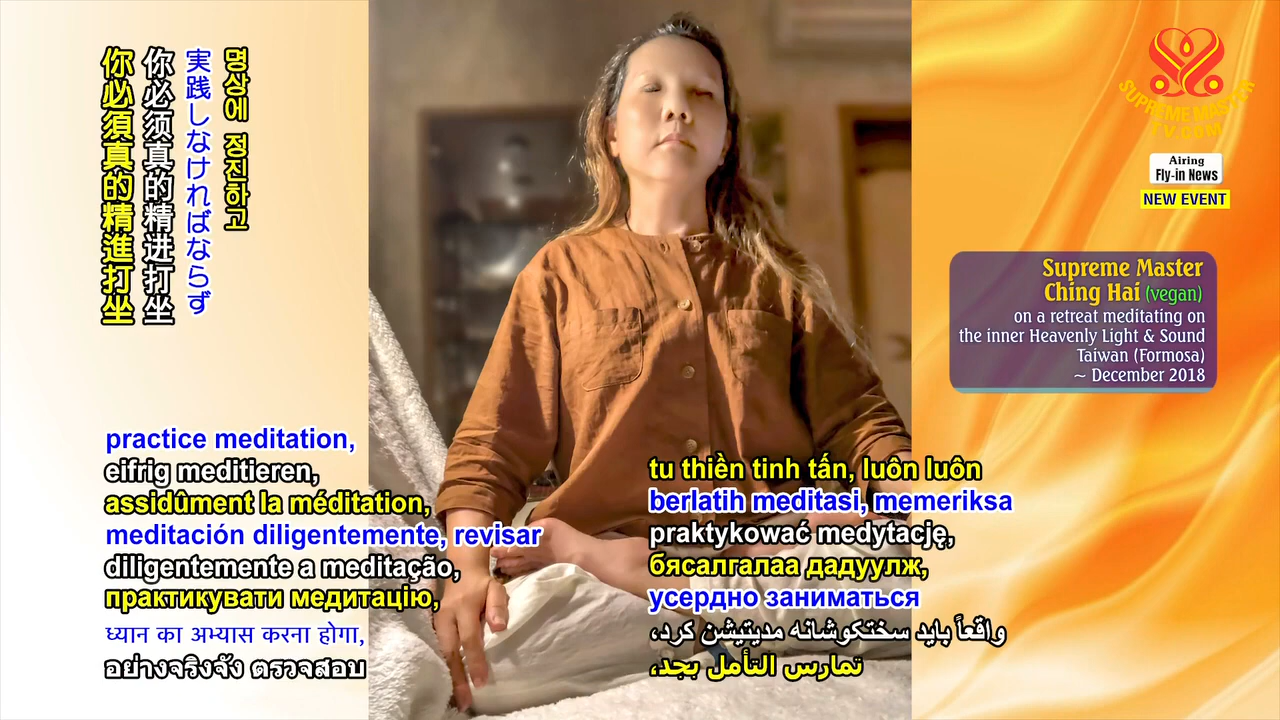 你必須真的精進打坐
你必须真的精进打坐
実践しなければならず
명상에 정진하고
SUPREME MASTER
TV.COM
Airing
Fly-in News
NEW EVENT
Supreme Master
Ching Hai (vegan)
on a retreat meditating on
the inner Heavenly Light & Sound
Taiwan (Formosa)
~ December 2018
practice meditation,
eifrig meditieren,
assidûment la méditation,
meditación diligentemente, revisar
diligentemente a meditação,
практикувати медитацію,
ध्यान का अभ्यास करना होगा,
อย่างจริงจัง ตรวจสอบ
tu thiền tinh tấn, luôn luôn
berlatih meditasi, memeriksa
praktykować medytację,
бясалгалаа дадуулж,
усердно заниматься
واقعاً باید سختکوشانه مدیتیشن کرد،
تمارس التأمل بجد،